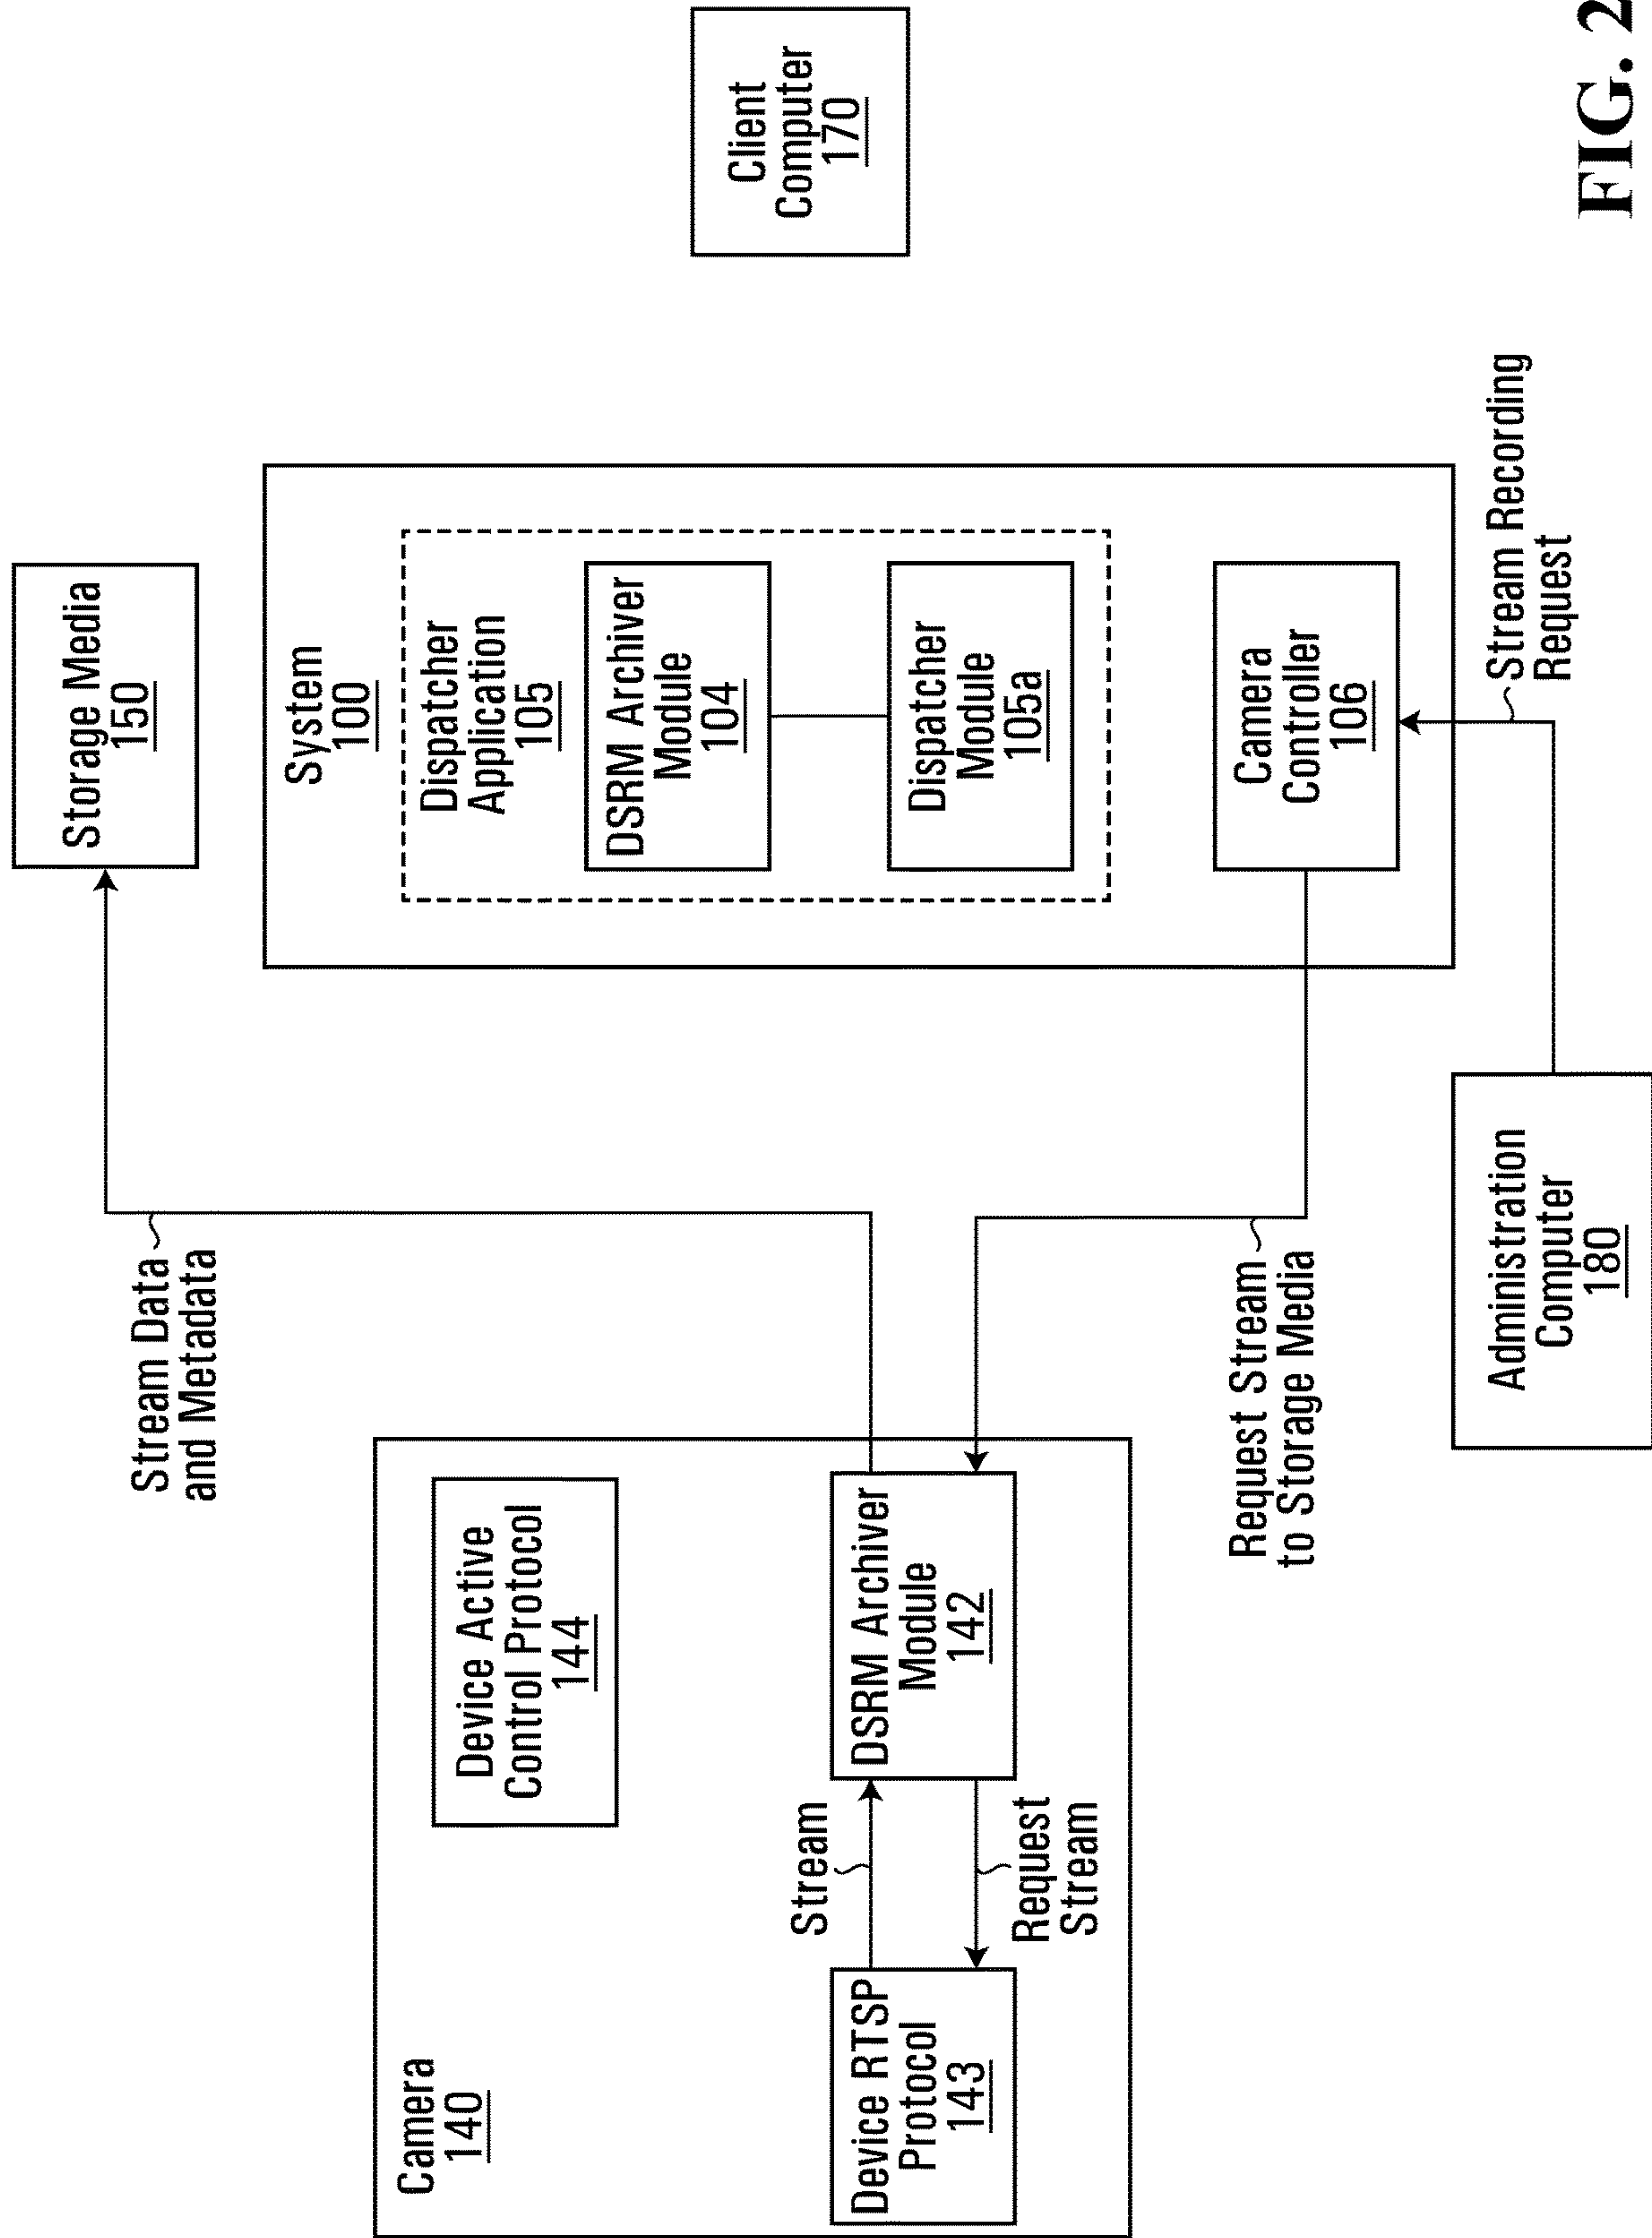 Camera
140
Device Active
Control Protocol
144
Device RTSP
Protocol
143
Stream
Request
Stream
DSRM Archiver
Module
142
Stream Data
and Metadata
Request Stream
to Storage Media
Administration
Computer
180
Storage Media
150
System
100
Dispatcher
Application
105
DSRM Archiver
Module
104
Dispatcher
Module
105a
Camera
Controller
106
Stream Recording
Request
Client
Computer
170
FIG. 2